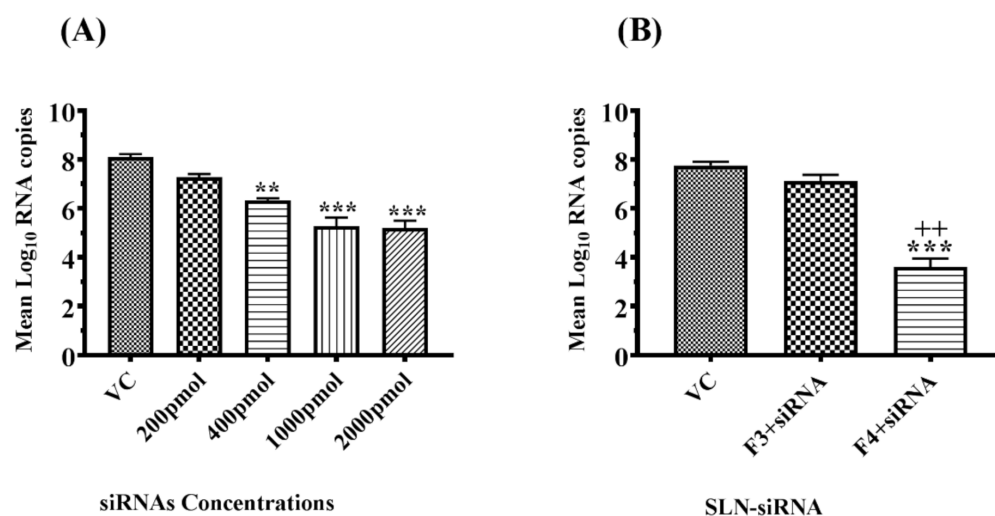 (A)
Mean Log10 RNA copies
10
8
6
4
2
0
**
***
***
VC
200pmol
400pmol
1000pmol
2000pmol
siRNAs Concentrations
(B)
Mean Log10 RNA copies
10
8
6
4
2
0
++
***
VC
F3+siRNA
F4+siRNA
SLN-siRNA